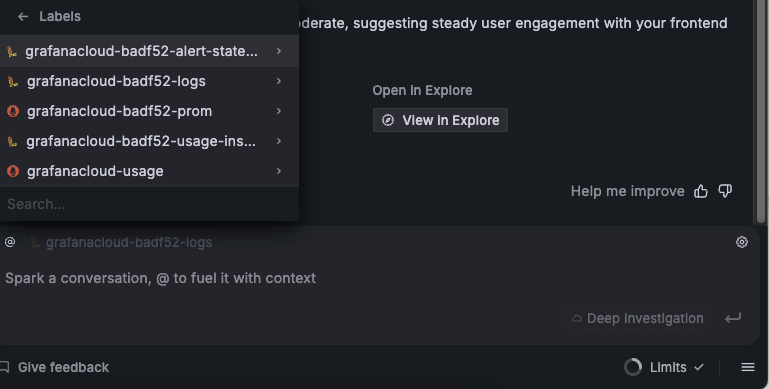 Labels
grafanacloud-badf52-alert-state...
grafanacloud-badf52-logs
grafanacloud-badf52-prom
grafanacloud-badf52-usage-ins...
grafanacloud-usage
Search...
suggesting steady user engagement with your frontend
Open in Explore
View in Explore
Help me improve
@ grafanacloud-badf52-logs
Spark a conversation, @ to fuel it with context
Deep investigation
Give feedback
Limits